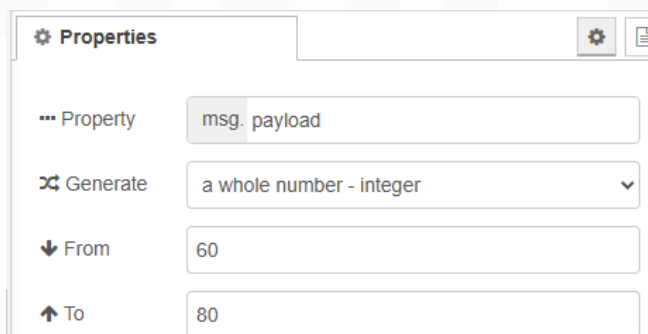 Properties
Property msg. payload
Generate a whole number - integer
From 60
To 80